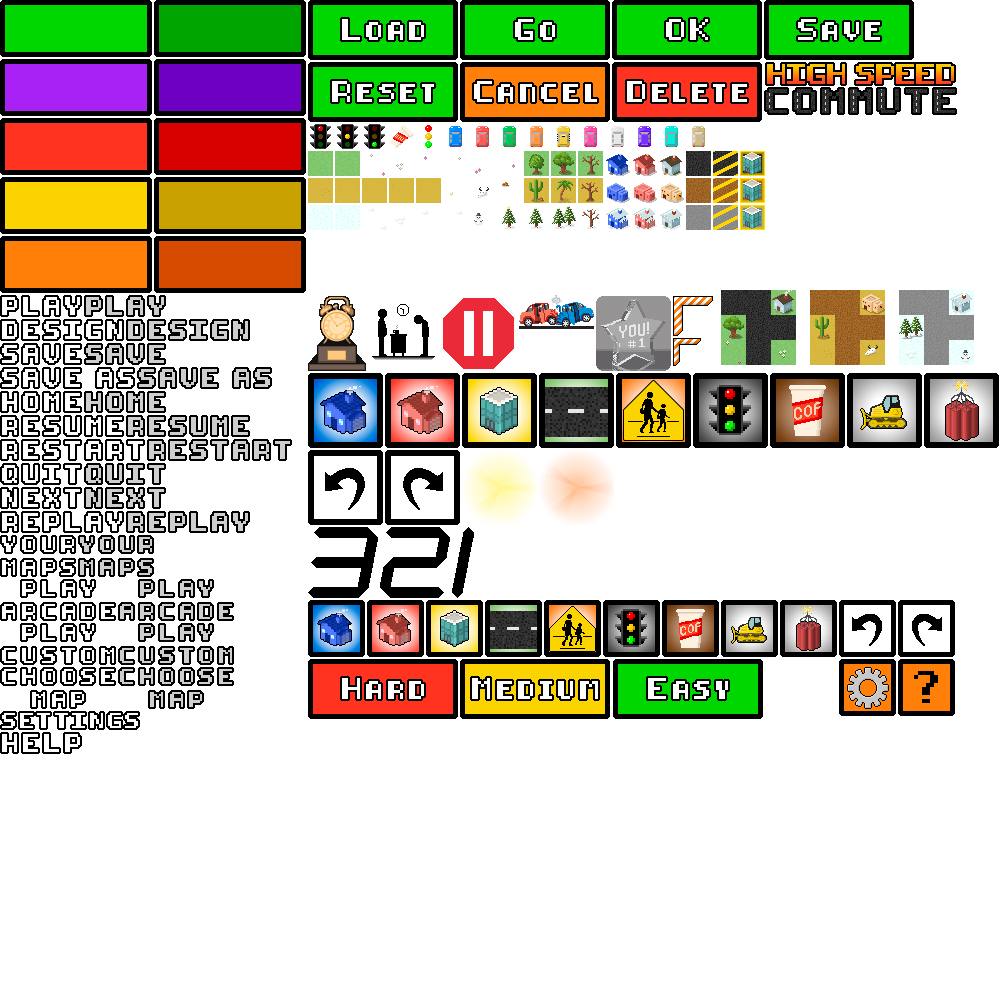 LOAD
GO
OK
SAVE
RESET
CANCEL
DELETE
HIGH SPEED
COMMUTE
PLAYPLAY
DESIGNDESIGN
SAVESAVE
SAVE ASSAVE AS
HOMEHOME
RESUMERESUME
RESTARTRESTART
QUITQUIT
NEXTNEXT
REPLAYREPLAY
YOURYOUR
MAPSMAPS
PLAY PLAY
ARCADEARCADE
PLAY PLAY
CUSTOMCUSTOM
CHOOSECHOOSE
MAP MAP
SETTINGS
HELP
YOU!
#1
F
COF
321
COF
HARD
MEDIUM
EASY
?